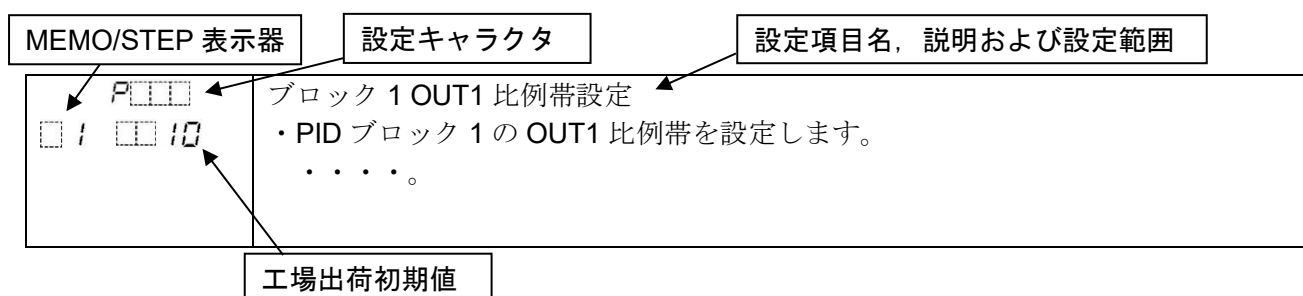 MEMO/STEP 表示器
設定キャラクタ
設定項目名，説明および設定範囲
P
ブロック 1 OUT1 比例帯設定
1 10
・PID ブロック 1 の OUT1 比例帯を設定します。
・・・・。
工場出荷初期値